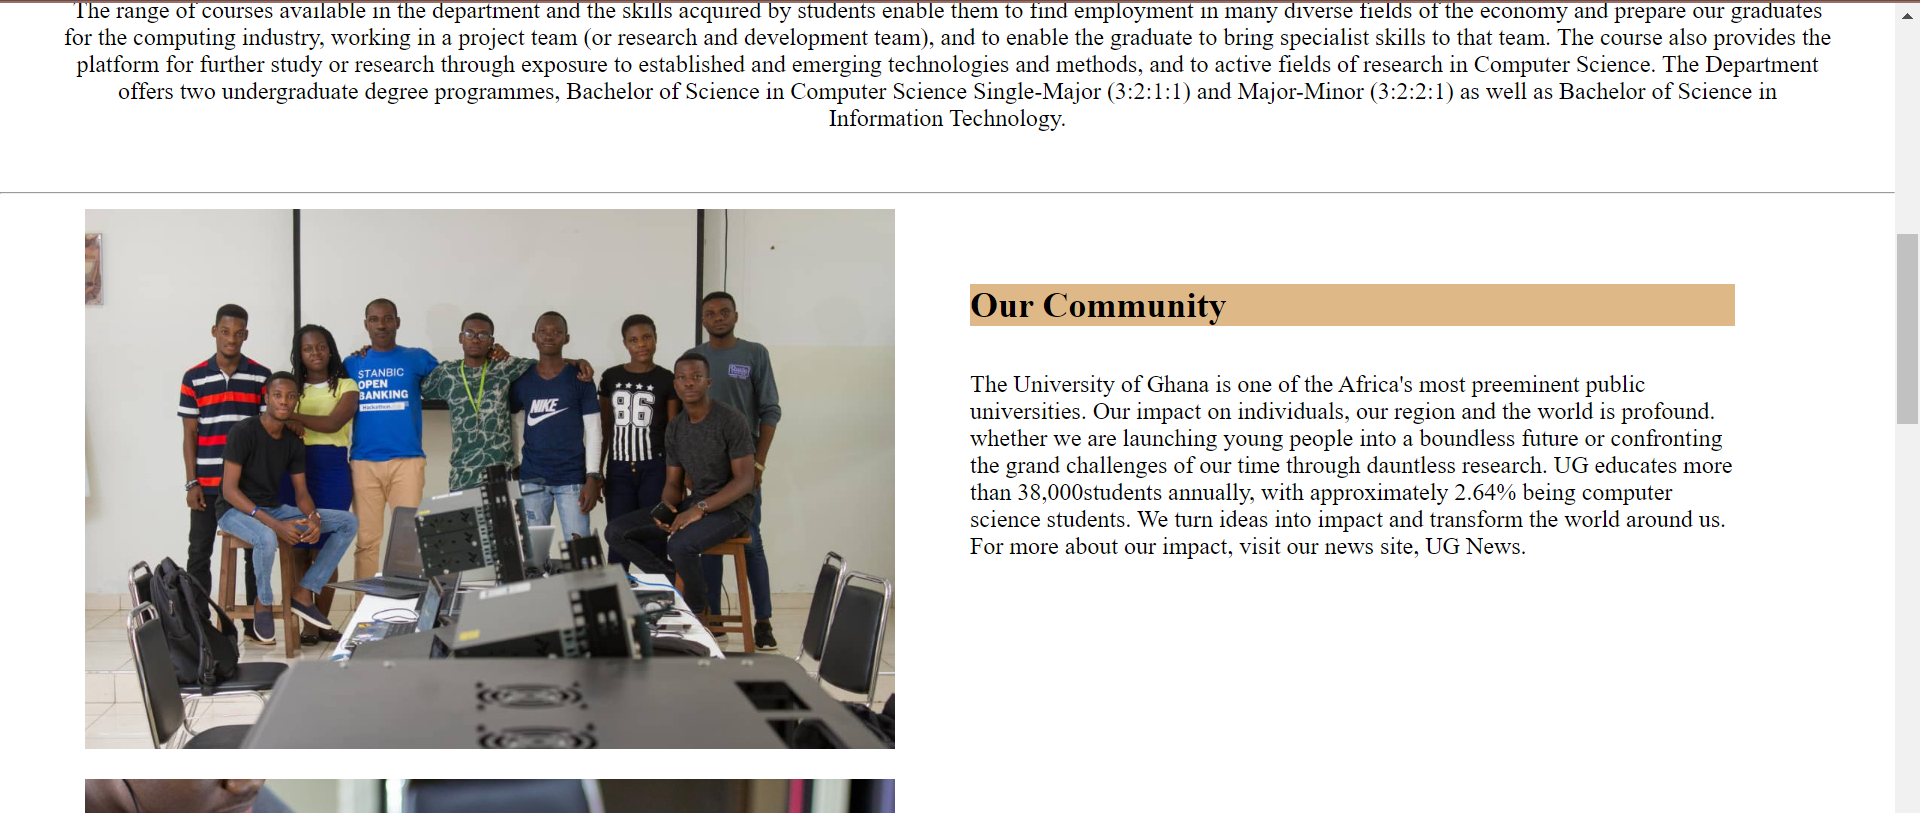 The range of courses available in the department and the skills acquired by students enable them to find employment in many diverse fields of the economy and prepare our graduates
for the computing industry, working in a project team (or research and development team), and to enable the graduate to bring specialist skills to that team. The course also provides the
platform for further study or research through exposure to established and emerging technologies and methods, and to active fields of research in Computer Science. The Department
offers two undergraduate degree programmes, Bachelor of Science in Computer Science Single-Major (3:2:1:1) and Major-Minor (3:2:2:1) as well as Bachelor of Science in
Information Technology.
STANBIC
OPEN
BANKING
Hackathon
NIKE
86
Our Community
The University of Ghana is one of the Africa's most preeminent public
universities. Our impact on individuals, our region and the world is profound.
whether we are launching young people into a boundless future or confronting
the grand challenges of our time through dauntless research. UG educates more
than 38,000students annually, with approximately 2.64% being computer
science students. We turn ideas into impact and transform the world around us.
For more about our impact, visit our news site, UG News.